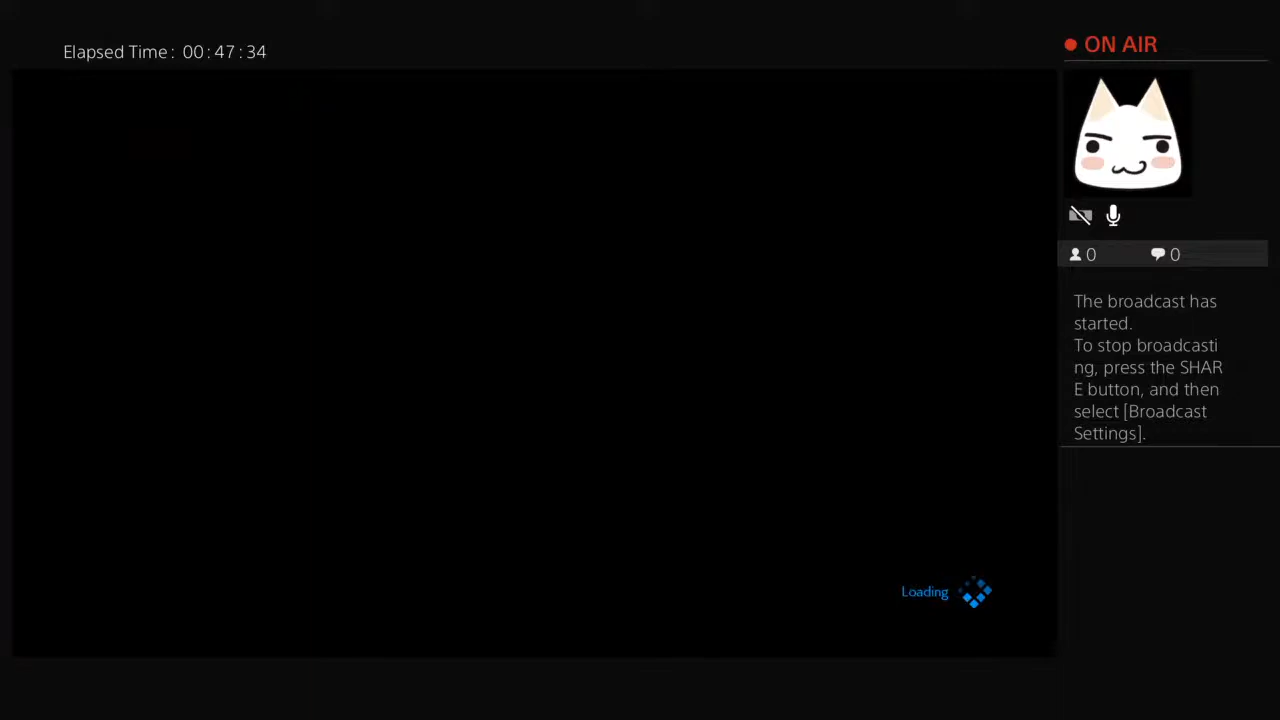 Elapsed Time: 00:47:34
ON AIR
0 0
The broadcast has
started.
To stop broadcasti
ng, press the SHAR
E button, and then
select [Broadcast
Settings].
Loading